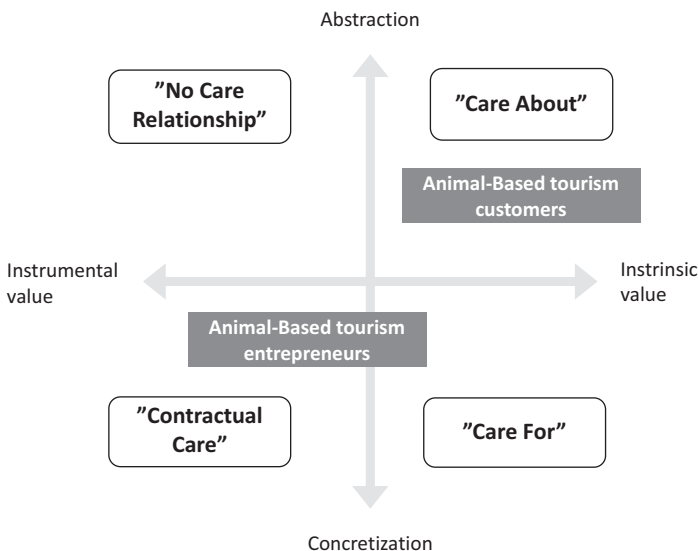 Abstraction
”No Care
Relationship”
”Care About”
Animal-Based tourism
customers
Instrumental
value
Instrinsic
value
Animal-Based tourism
entrepreneurs
”Contractual
Care”
”Care For”
Concretization